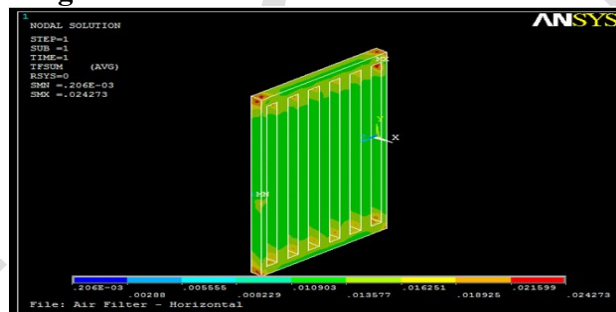 1
NODAL SOLUTION
ANSYS
STEP=1
SUB =1
TIME=1
TFSUM (AVG)
RSYS=0
SMN =.206E-03
SMX =.024273
MX
Y
X
MN
.206E-03 .005555 .010903 .016251 .021599
.00288 .008229 .013577 .018925 .024273
File: Air Filter - Horizontal